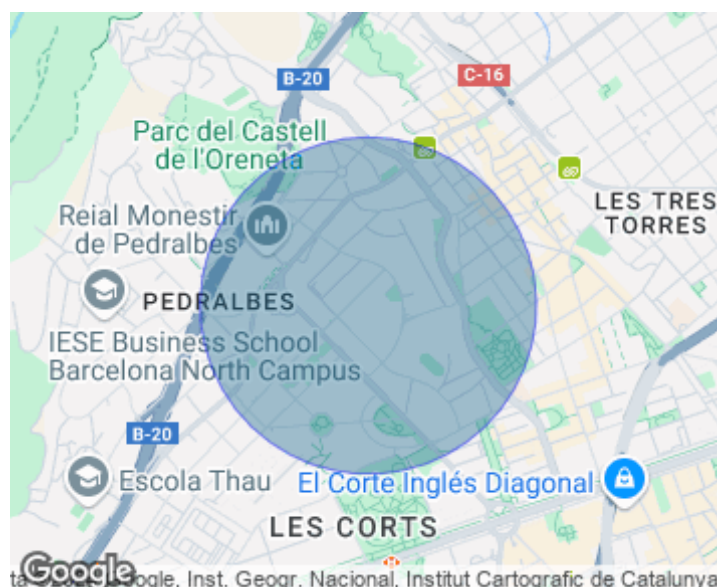 B-20
C-16
Parc del Castell
de l'Oreneta
LES TRES
TORRES
Reial Monestir
de Pedralbes
PEDRALBES
IESE Business School
Barcelona North Campus
B-20
Escola Thau
El Corte Inglés Diagonal
LES CORTS
Google
Google, Inst. Geogr. Nacional, Institut Cartografic de Catalunya